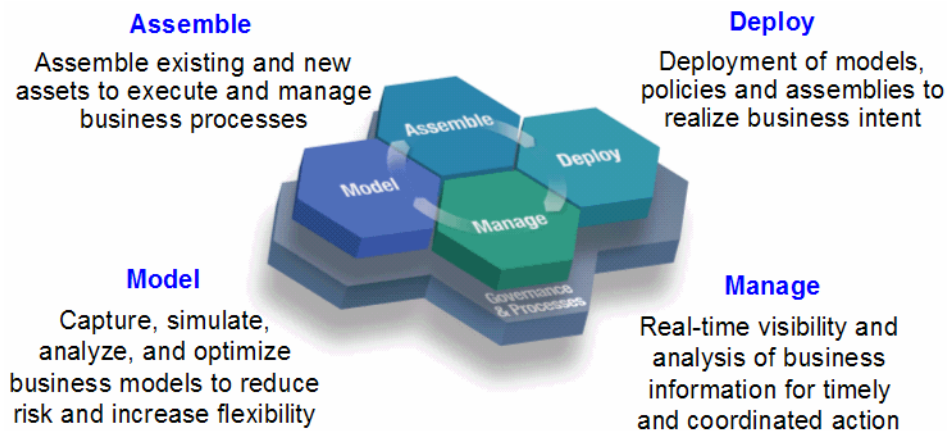 Assemble
Assemble existing and new
assets to execute and manage
business processes
Deploy
Deployment of models,
policies and assemblies to
realize business intent
Assemble
Deploy
Model
Manage
Governance
& Processes
Model
Capture, simulate,
analyze, and optimize
business models to reduce
risk and increase flexibility
Manage
Real-time visibility and
analysis of business
information for timely
and coordinated action